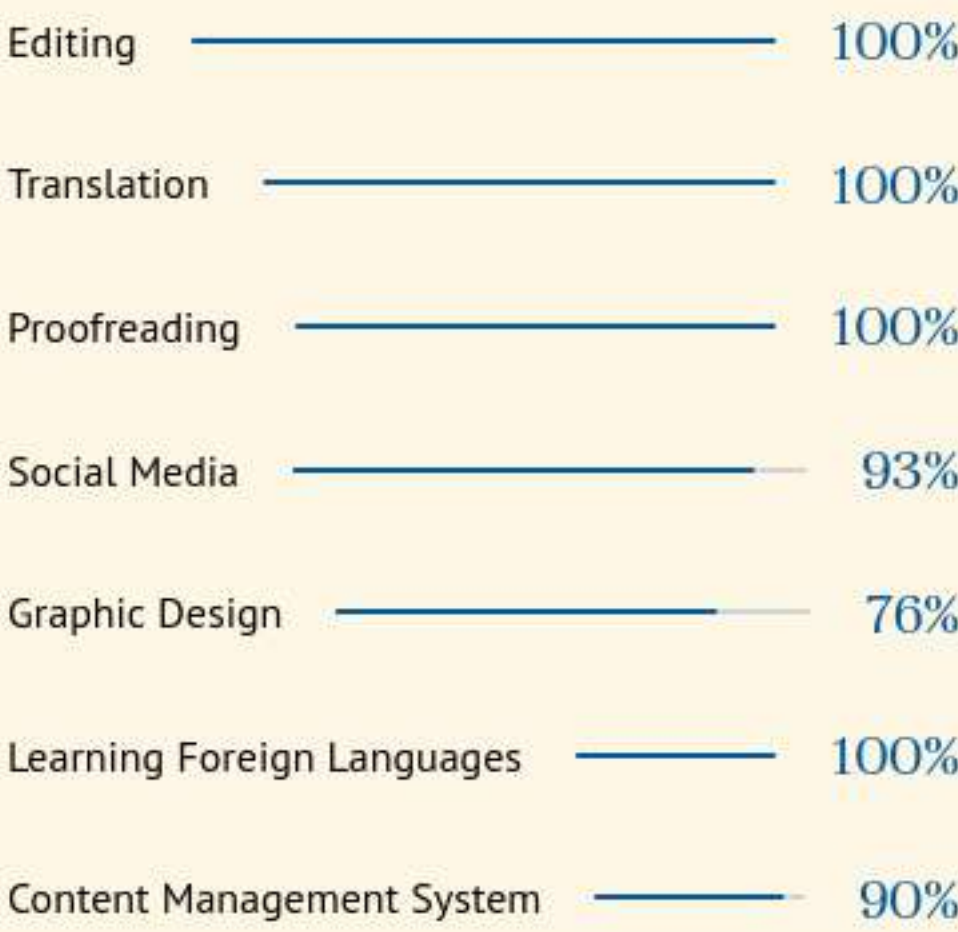 Editing 100%
Translation 100%
Proofreading 100%
Social Media 93%
Graphic Design 76%
Learning Foreign Languages 100%
Content Management System 90%